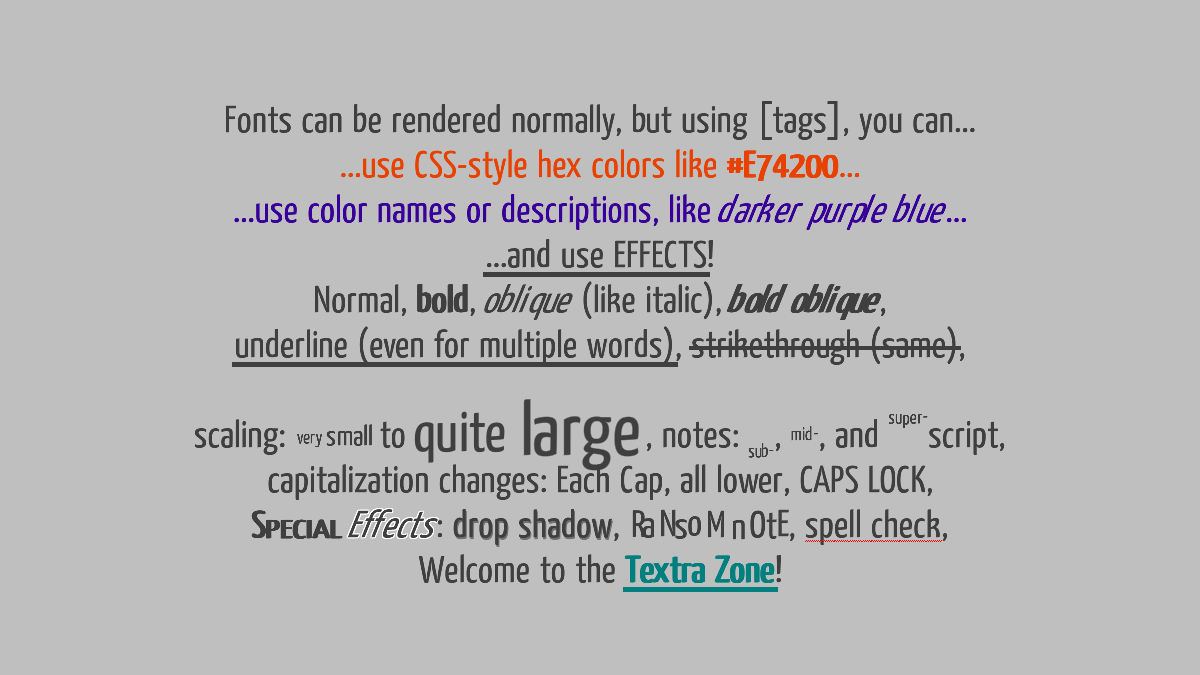 Fonts can be rendered normally, but using [tags], you can...
...use CSS-style hex colors like #E74200...
...use color names or descriptions, like darker purple blue...
...and use EFFECTS!
Normal, bold, oblique (like italic), bold oblique,
underline (even for multiple words), strikethrough (same),
scaling: very small to quite large, notes: sub-, mid-, and super-script,
capitalization changes: Each Cap, all lower, CAPS LOCK,
SPECIAL Effects: drop shadow, RaNsoMnOtE, spell check,
Welcome to the Textra Zone!